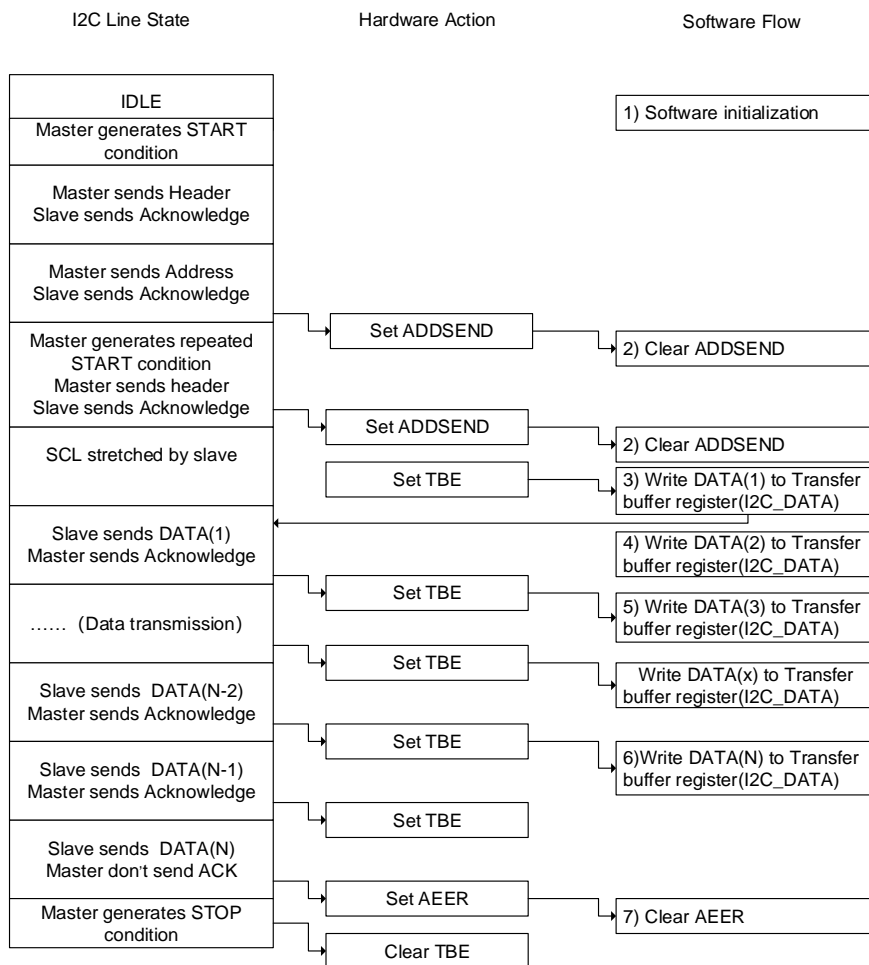 I2C Line State
Hardware Action
Software Flow
IDLE
1) Software initialization
Master generates START
condition
Master sends Header
Slave sends Acknowledge
Master sends Address
Slave sends Acknowledge
Set ADDSEND
2) Clear ADDSEND
Master generates repeated
START condition
Master sends header
Slave sends Acknowledge
Set ADDSEND
2) Clear ADDSEND
SCL stretched by slave
Set TBE
3) Write DATA(1) to Transfer
buffer register(I2C_DATA)
Slave sends DATA(1)
Master sends Acknowledge
4) Write DATA(2) to Transfer
buffer register(I2C_DATA)
Set TBE
5) Write DATA(3) to Transfer
buffer register(I2C_DATA)
…… (Data transmission)
Set TBE
Write DATA(x) to Transfer
buffer register(I2C_DATA)
Slave sends DATA(N-2)
Master sends Acknowledge
Set TBE
6)Write DATA(N) to Transfer
buffer register(I2C_DATA)
Slave sends DATA(N-1)
Master sends Acknowledge
Set TBE
Slave sends DATA(N)
Master don't send ACK
Set AEER
7) Clear AEER
Master generates STOP
condition
Clear TBE